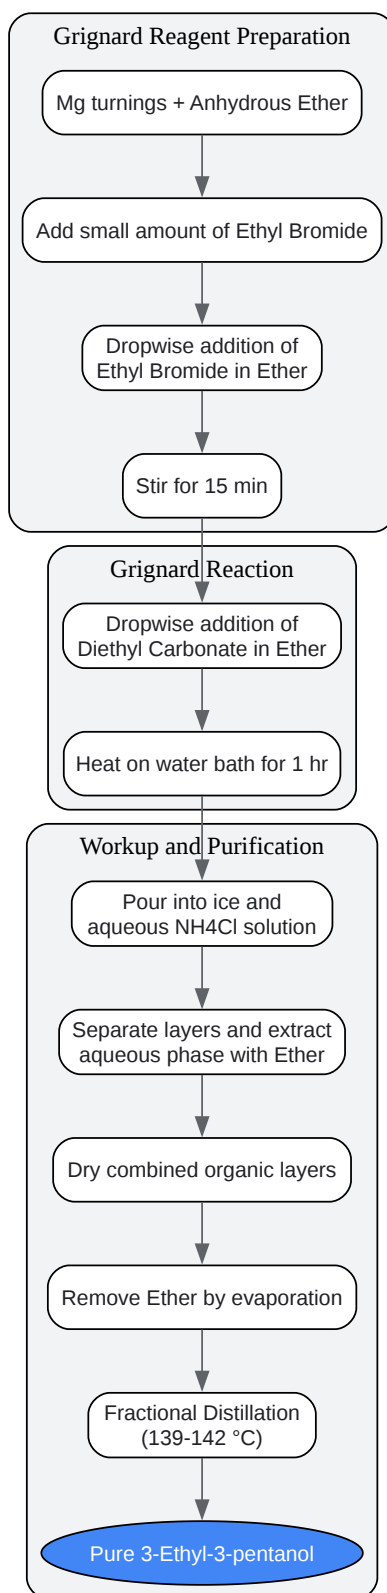 Grignard Reagent Preparation
Mg turnings + Anhydrous Ether
Add small amount of Ethyl Bromide
Dropwise addition of
Ethyl Bromide in Ether
Stir for 15 min
Grignard Reaction
Dropwise addition of
Diethyl Carbonate in Ether
Heat on water bath for 1 hr
Workup and Purification
Pour into ice and
aqueous NH4Cl solution
Separate layers and extract
aqueous phase with Ether
Dry combined organic layers
Remove Ether by evaporation
Fractional Distillation
(139-142 °C)
Pure 3-Ethyl-3-pentanol